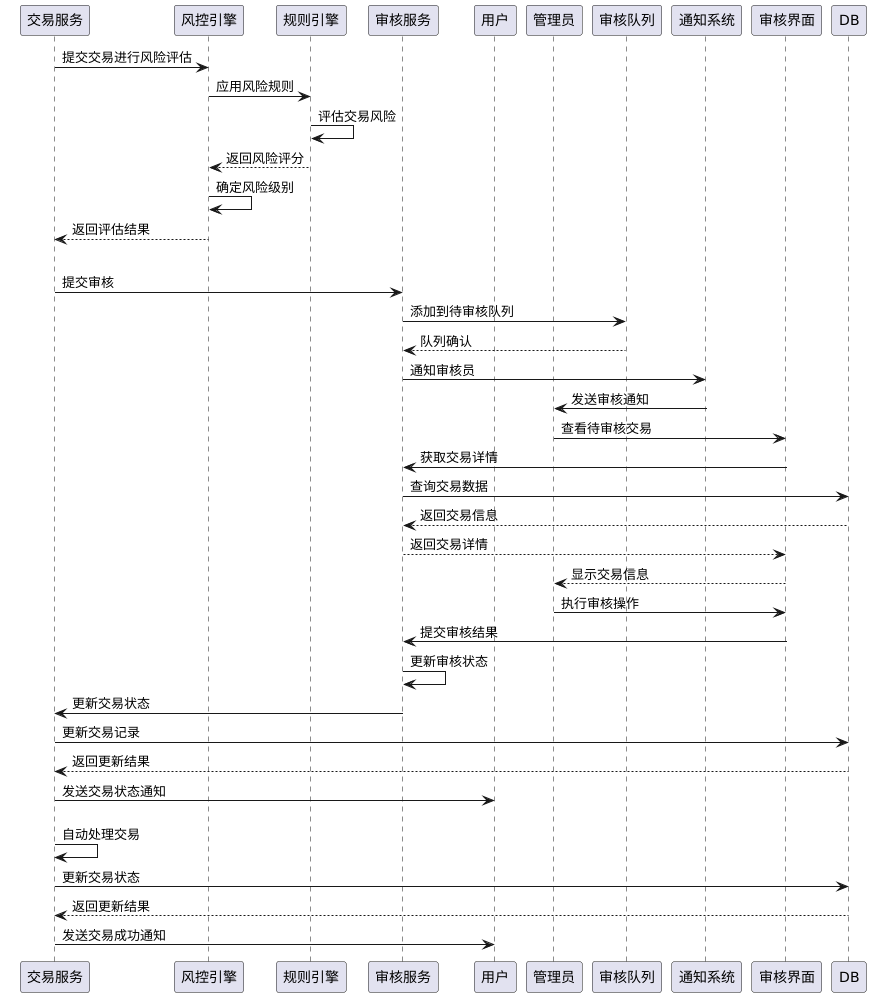 交易服务 风控引擎 规则引擎 审核服务 用户 管理员 审核队列 通知系统 审核界面 DB
提交交易进行风险评估
应用风险规则
评估交易风险
返回风险评分
确定风险级别
返回评估结果
提交审核
添加到待审核队列
队列确认
通知审核员
发送审核通知
查看待审核交易
获取交易详情
查询交易数据
返回交易信息
返回交易详情
显示交易信息
执行审核操作
提交审核结果
更新审核状态
更新交易状态
更新交易记录
返回更新结果
发送交易状态通知
自动处理交易
更新交易状态
返回更新结果
发送交易成功通知
交易服务 风控引擎 规则引擎 审核服务 用户 管理员 审核队列 通知系统 审核界面 DB